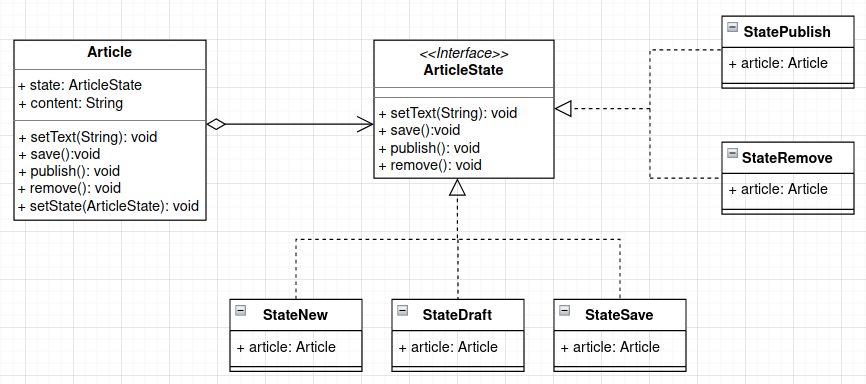 Article
+ state: ArticleState
+ content: String
+ setText(String): void
+ save():void
+ publish(): void
+ remove(): void
+ setState(ArticleState): void
<<Interface>>
ArticleState
+ setText(String): void
+ save():void
+ publish(): void
+ remove(): void
StatePublish
+ article: Article
StateRemove
+ article: Article
StateNew
+ article: Article
StateDraft
+ article: Article
StateSave
+ article: Article